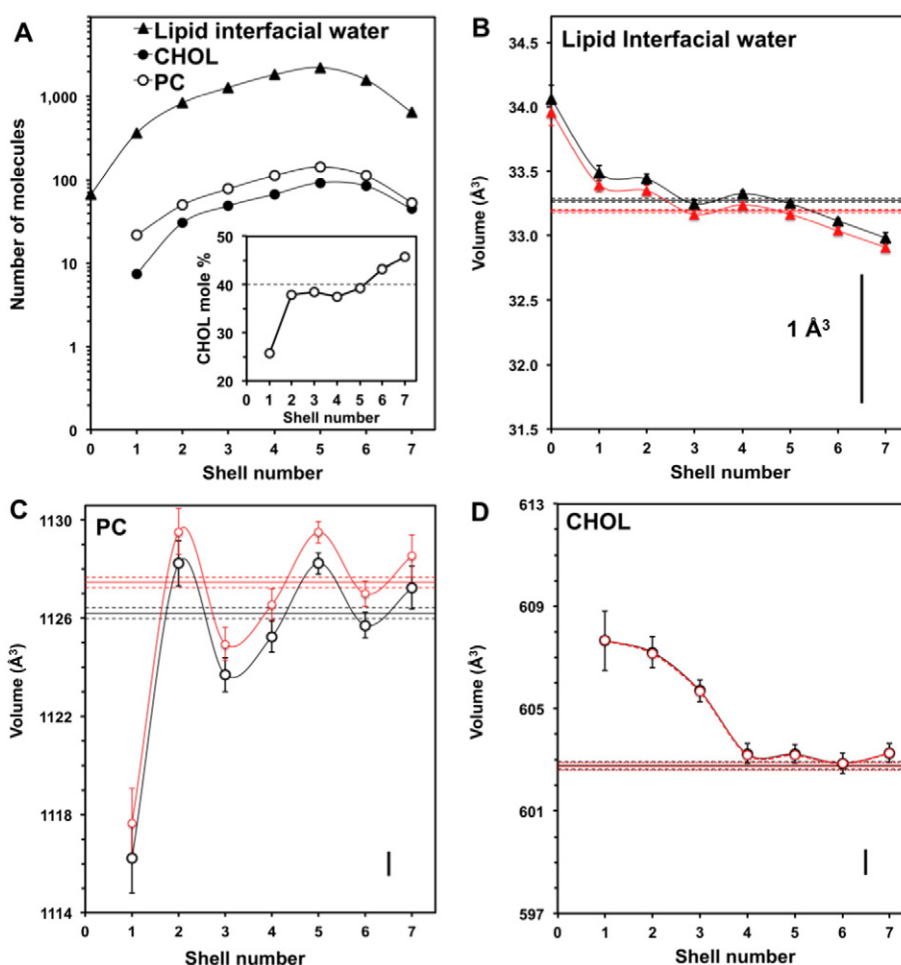 A
Lipid interfacial water
CHOL
PC
Number of molecules
1,000
100
10
1
0
0 1 2 3 4 5 6 7
Shell number
CHOL mole %
50
40
30
20
0 1 2 3 4 5 6 7
Shell number
B
Lipid Interfacial water
Volume (Å³)
34.5
34.0
33.5
33.0
32.5
32.0
31.5
1 Å³
0 1 2 3 4 5 6 7
Shell number
C
PC
Volume (Å³)
1130
1126
1122
1118
1114
0 1 2 3 4 5 6 7
Shell number
D
CHOL
Volume (Å³)
613
609
605
601
597
0 1 2 3 4 5 6 7
Shell number